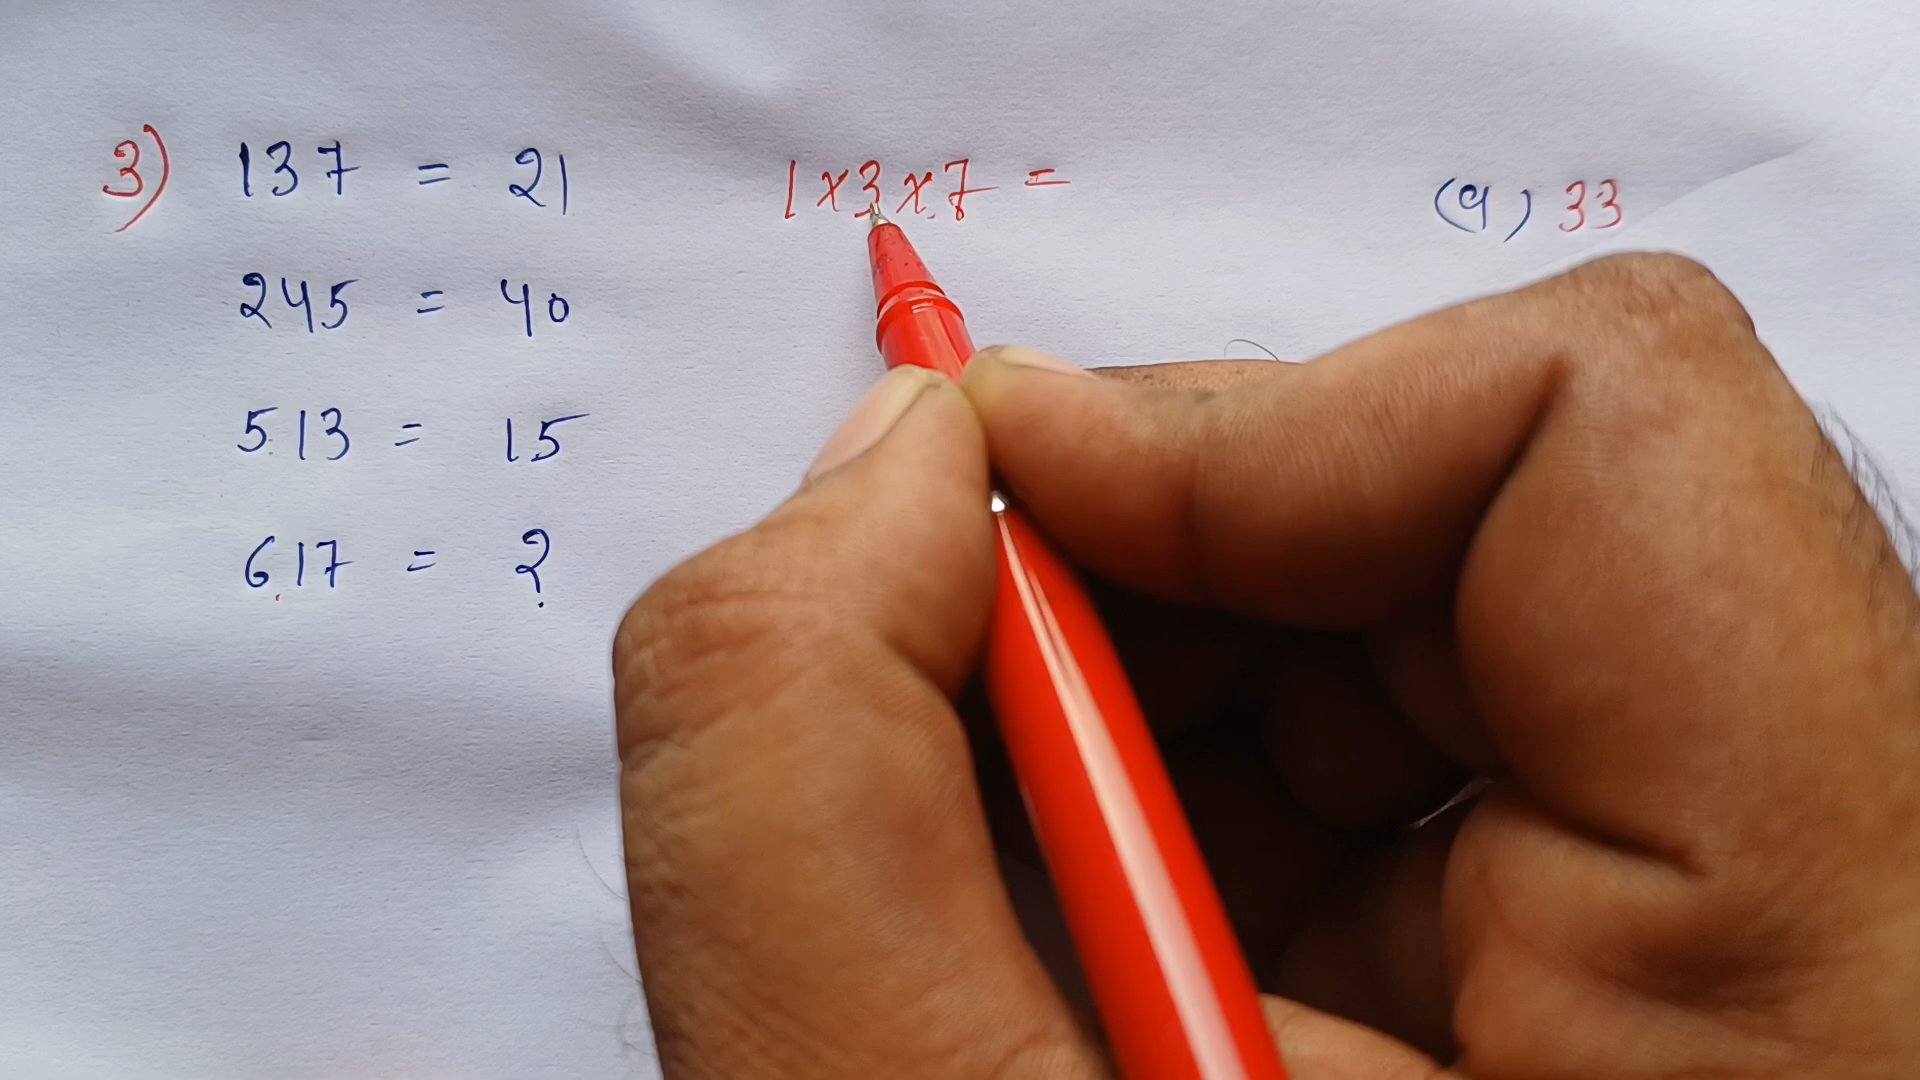 3) 137 = 21 1x3x7 = (9) 33
245 = 40
513 = 15
617 = ?